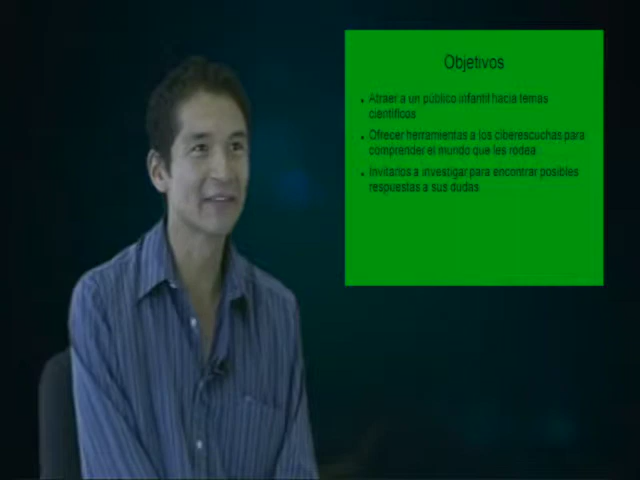 Objetivos
• Atraer a un público infantil hacia temas
científicos
• Ofrecer herramientas a los ciberescuchas para
comprender el mundo que les rodea
• Invitarlos a investigar para encontrar posibles
respuestas a sus dudas